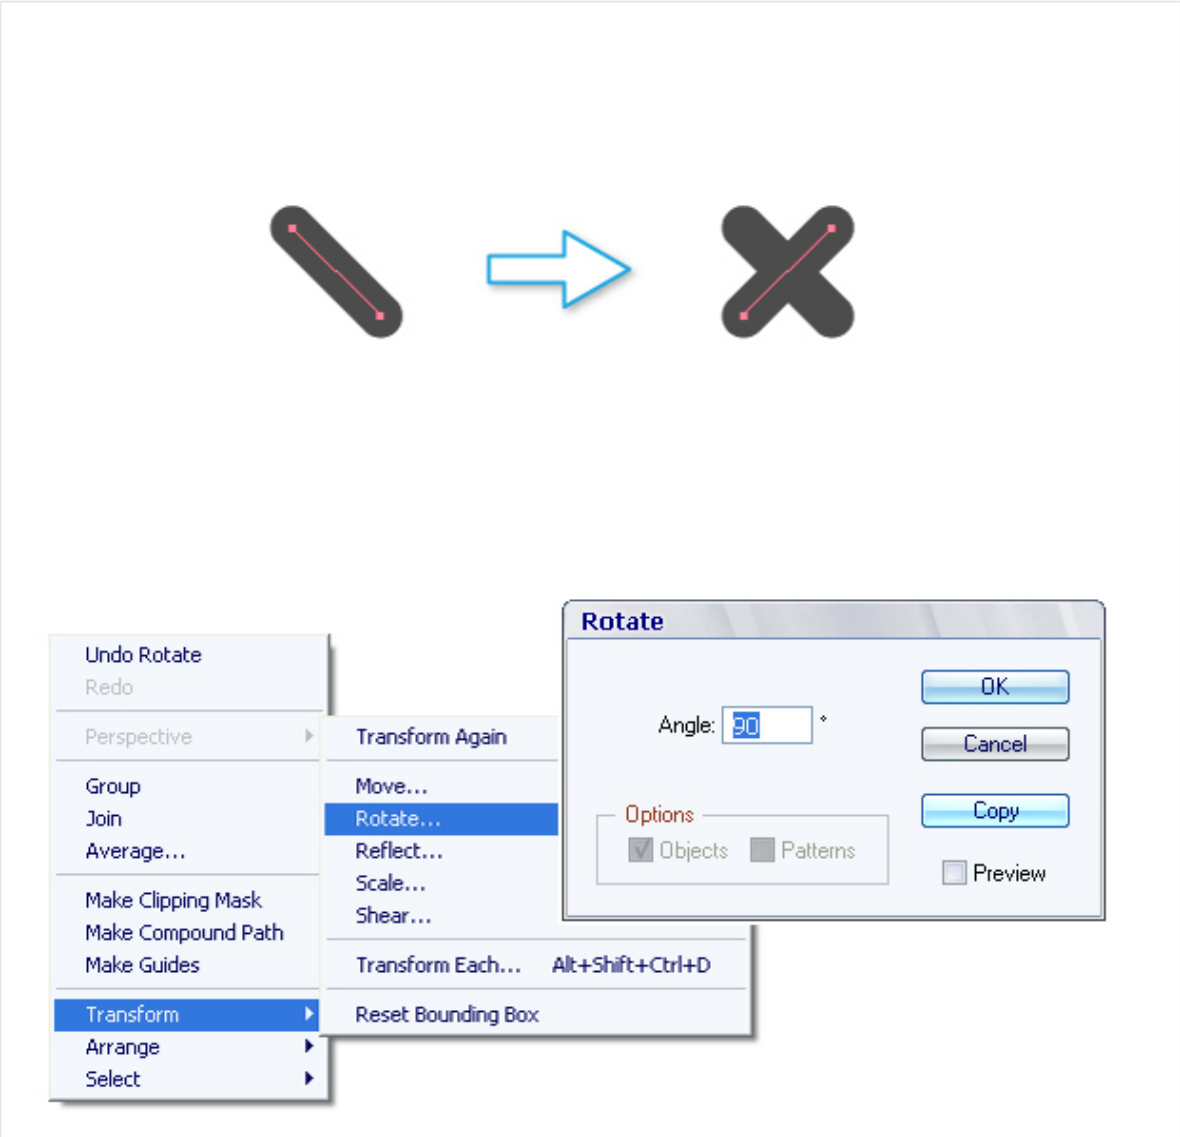 Undo Rotate
Redo
Perspective
Group
Join
Average...
Make Clipping Mask
Make Compound Path
Make Guides
Transform
Arrange
Select
Transform Again
Move...
Rotate...
Reflect...
Scale...
Shear...
Transform Each... Alt+Shift+Ctrl+D
Reset Bounding Box
Rotate
Angle: 90 °
OK
Cancel
Copy
Options
Objects Patterns
Preview